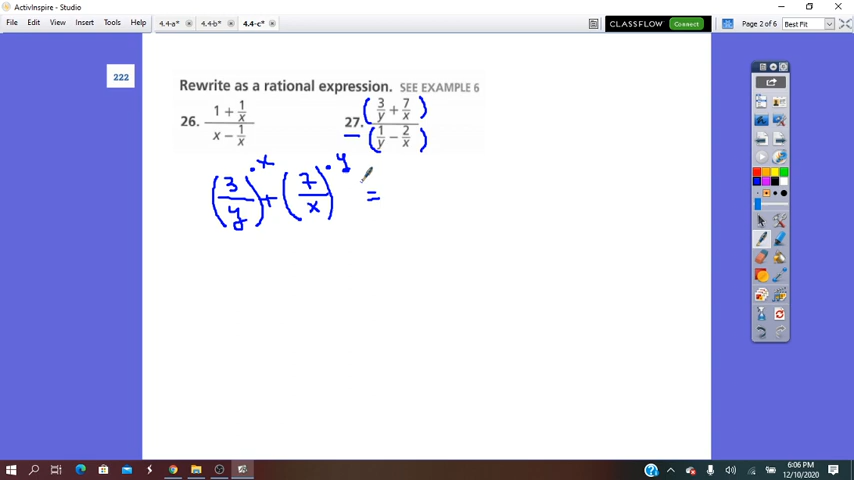 ActivInspire - Studio
File Edit View Insert Tools Help
4.4-a* 4.4-b* 4.4-c*
CLASSFLOW Connect
Page 2 of 6 Best Fit
222
Rewrite as a rational expression. SEE EXAMPLE 6
26. (1 + 1/x)/(x − 1/x) 27. (3/y + 7/x)/(1/y − 2/x)
(3/y)·x + (7/x)·y =
6:06 PM
12/10/2020